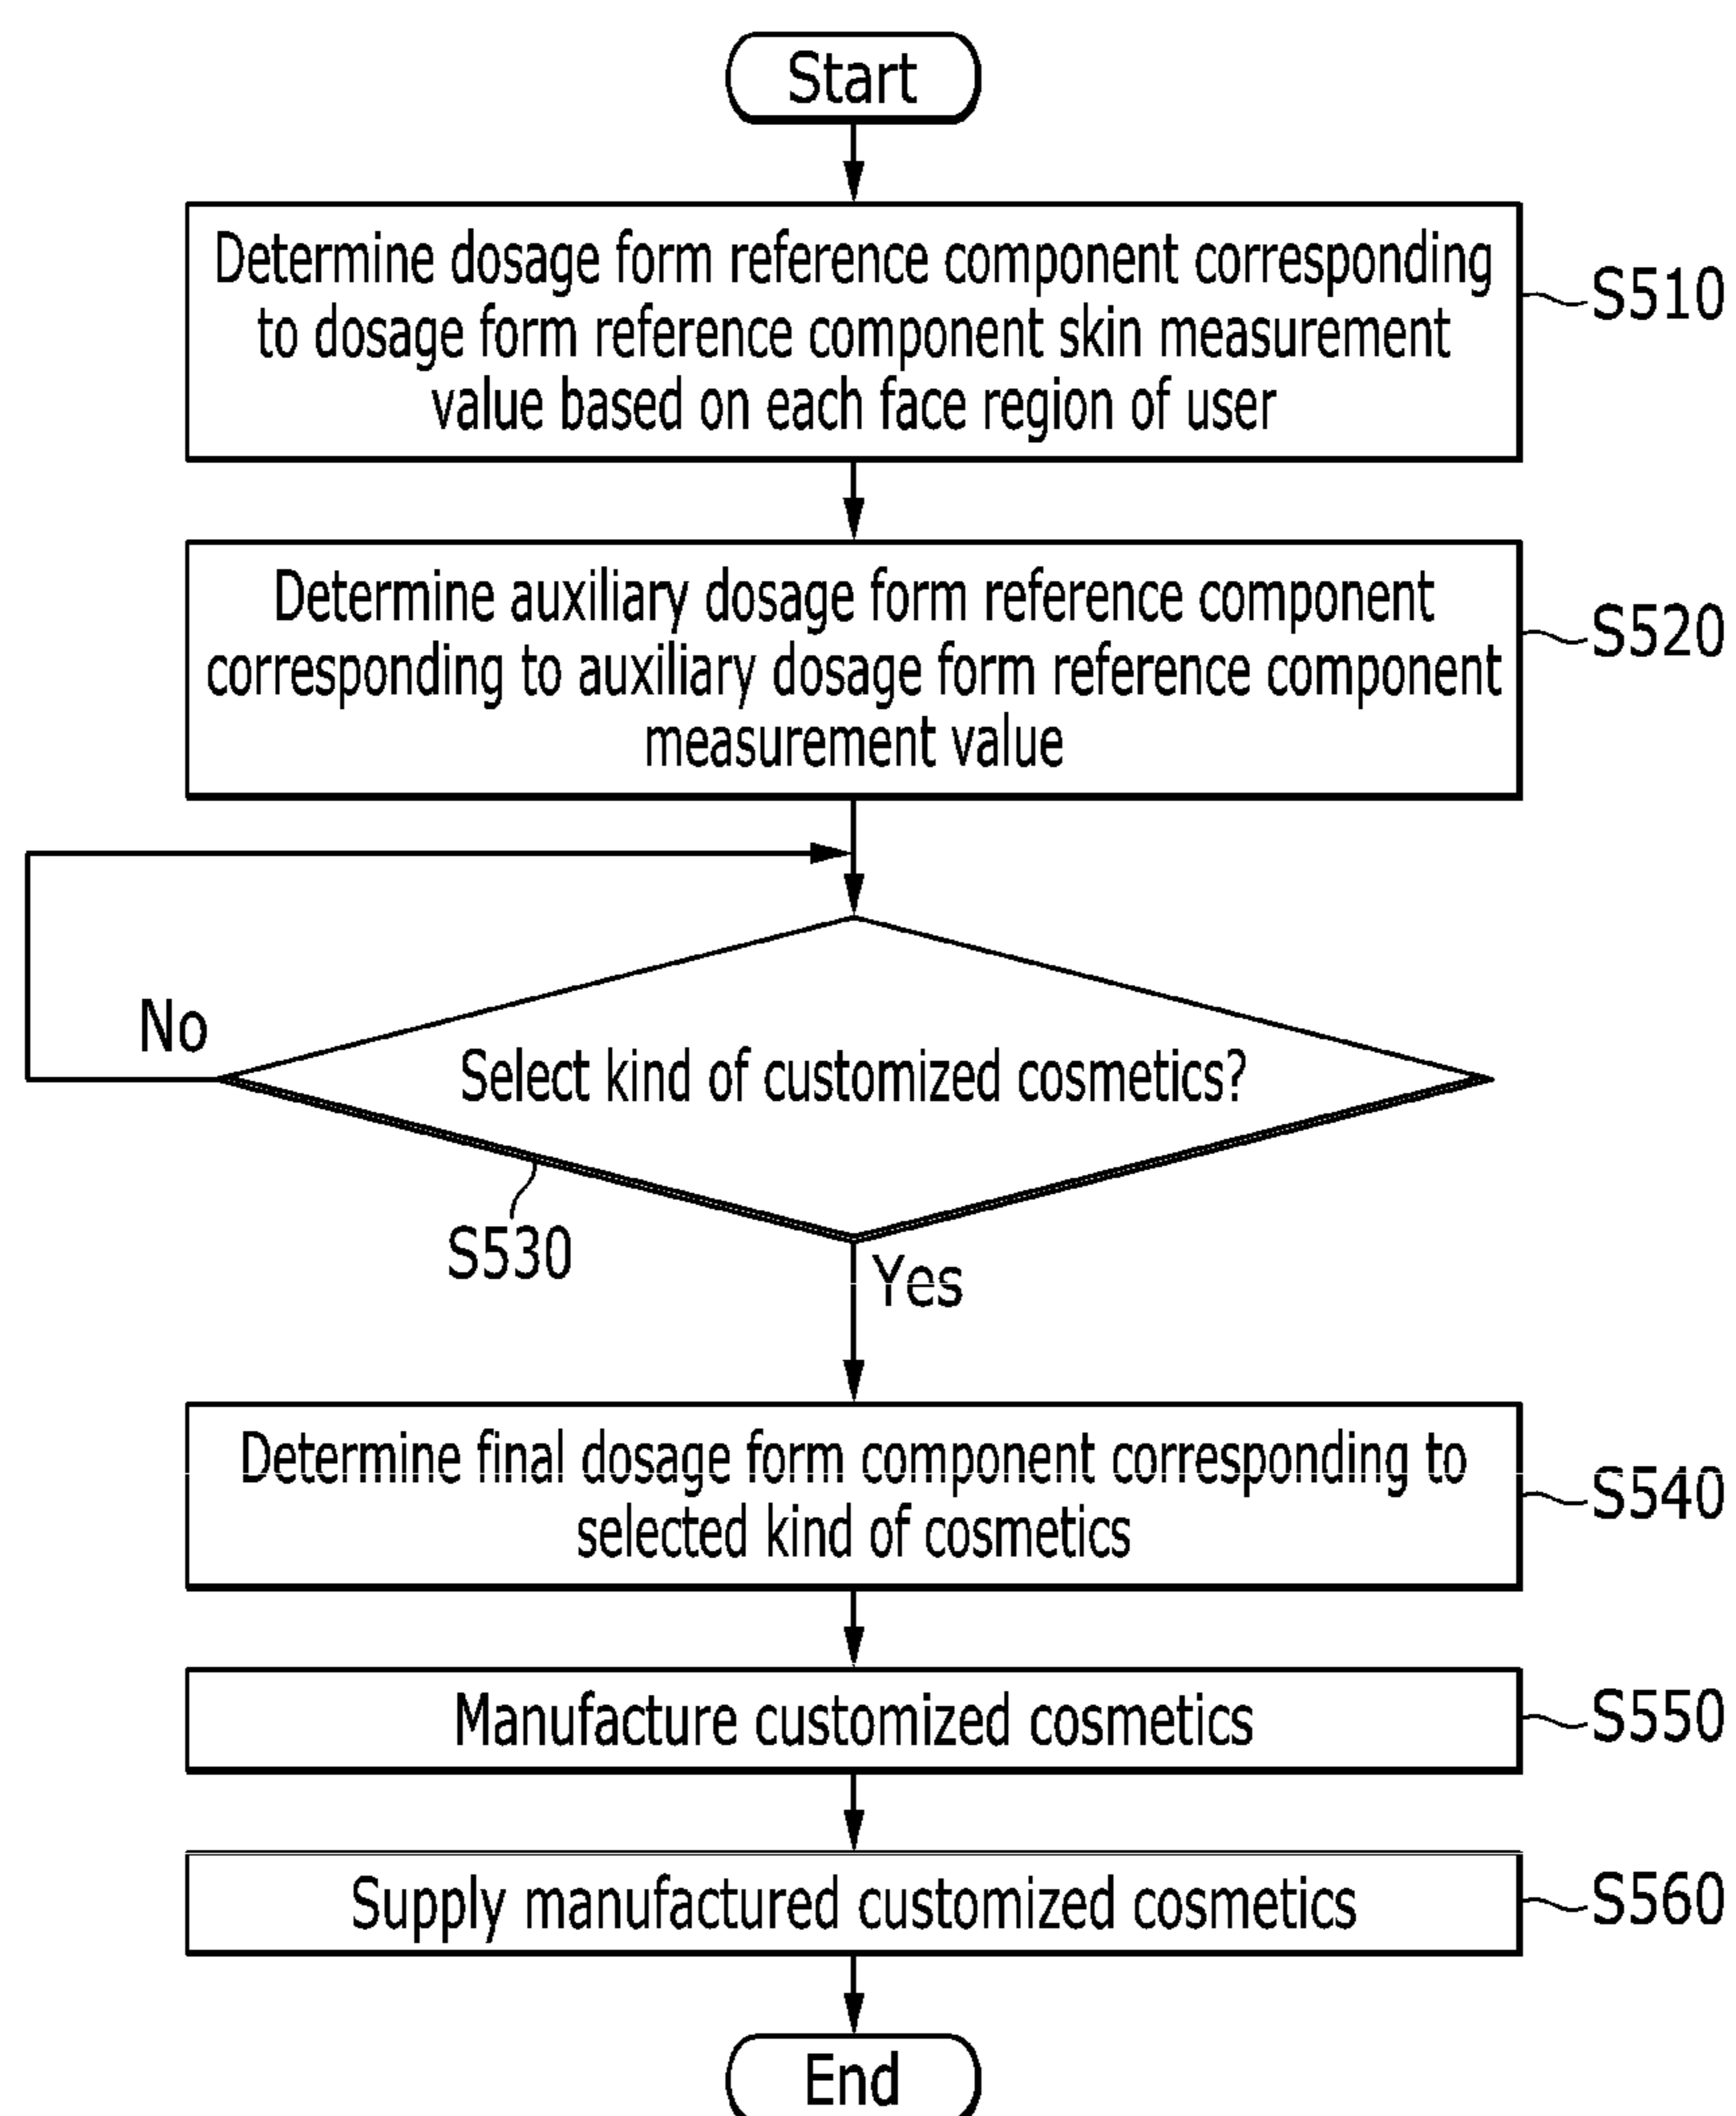 Start
Determine dosage form reference component corresponding
to dosage form reference component skin measurement
value based on each face region of user
S510
Determine auxiliary dosage form reference component
corresponding to auxiliary dosage form reference component
measurement value
S520
No
Select kind of customized cosmetics?
S530
Yes
Determine final dosage form component corresponding to
selected kind of cosmetics
S540
Manufacture customized cosmetics
S550
Supply manufactured customized cosmetics
S560
End